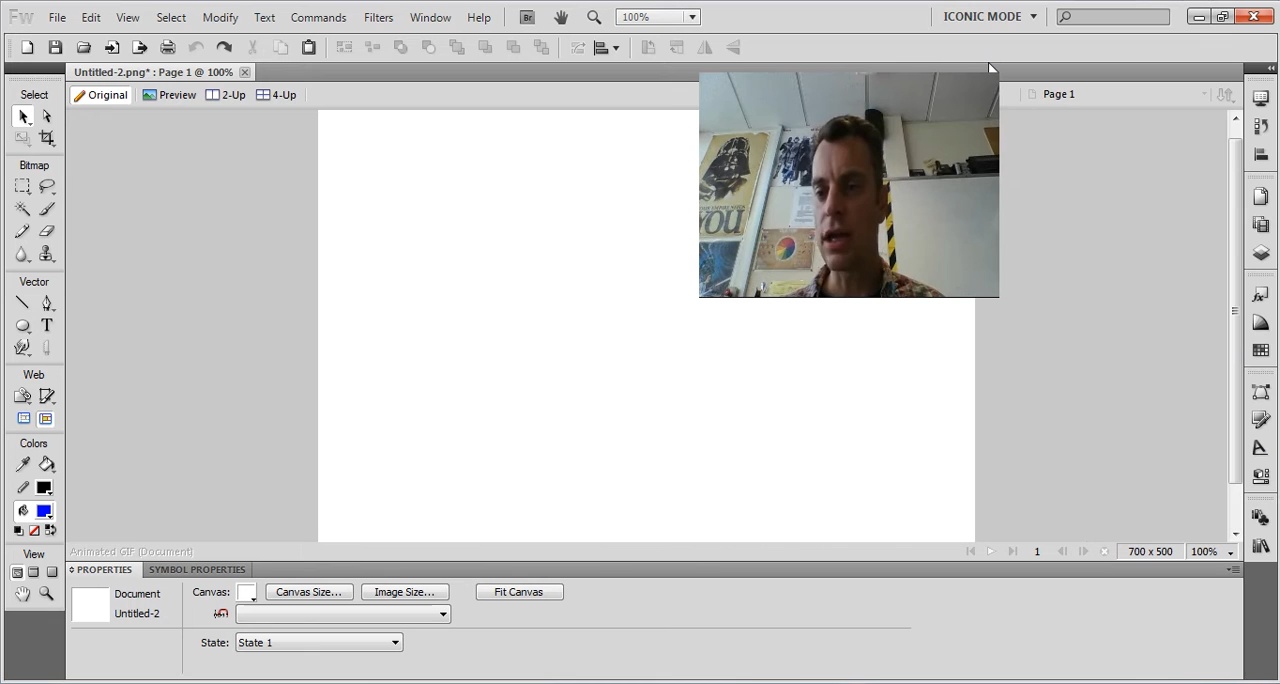 Fw File Edit View Select Modify Text Commands Filters Window Help Br 100% ICONIC MODE
Untitled-2.png* : Page 1 @ 100%
Original Preview 2-Up 4-Up Page 1
Select
Bitmap
YOU
Vector
T
Web
Colors
View
Animated GIF (Document) 1 700 x 500 100%
PROPERTIES SYMBOL PROPERTIES
Document Canvas: Canvas Size... Image Size... Fit Canvas
Untitled-2
State: State 1